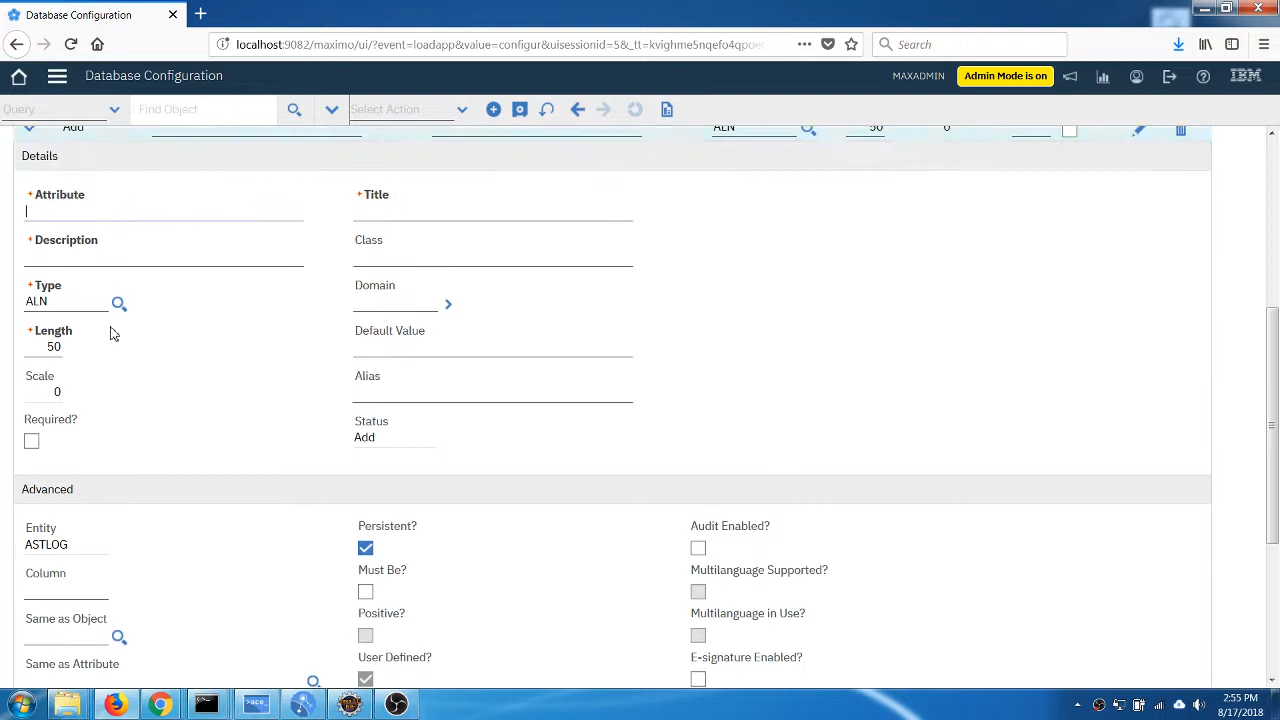 Database Configuration
localhost:9082/maximo/ui/?event=loadapp&value=configur&uisessionid=5&_tt=kvighme5nqefu4qpoe
Search
Database Configuration
MAXADMIN
Admin Mode is on
IBM
Query
Find Object
Select Action
Add
ALN
50
0
Details
Attribute
Title
Description
Class
Type
Domain
ALN
Length
Default Value
50
Scale
Alias
0
Required?
Status
Add
Advanced
Entity
Persistent?
Audit Enabled?
ASTLOG
Column
Must Be?
Multilanguage Supported?
Same as Object
Positive?
Multilanguage in Use?
Same as Attribute
User Defined?
E-signature Enabled?
2:55 PM
8/17/2018